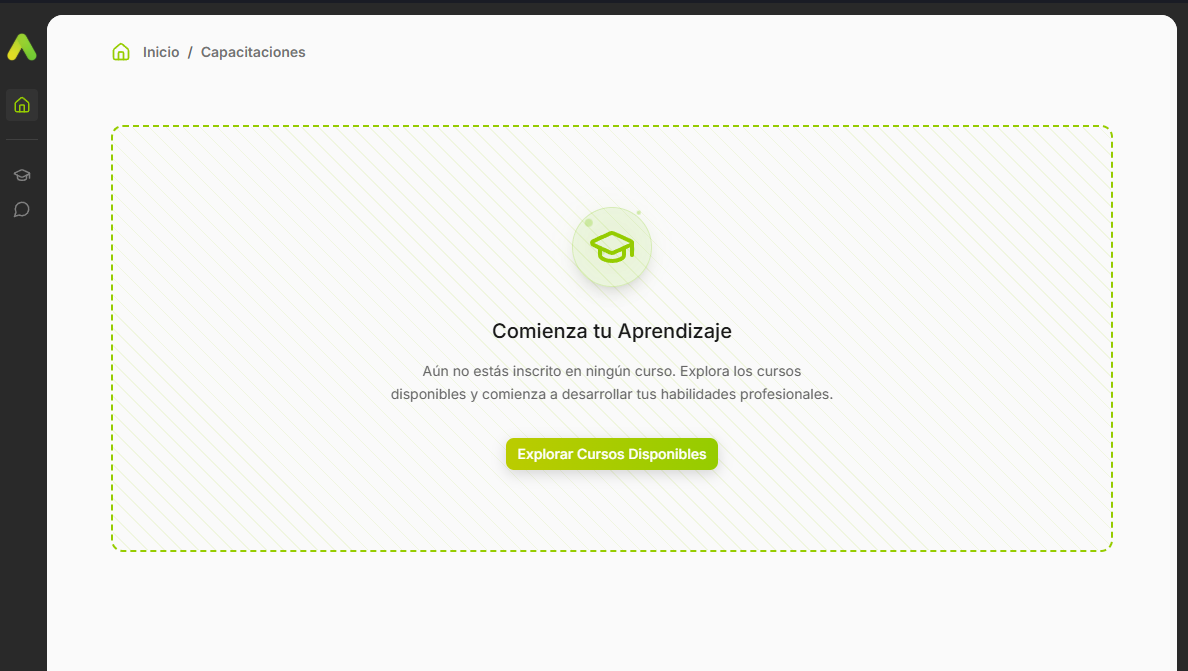 Inicio / Capacitaciones
Comienza tu Aprendizaje
Aún no estás inscrito en ningún curso. Explora los cursos
disponibles y comienza a desarrollar tus habilidades profesionales.
Explorar Cursos Disponibles